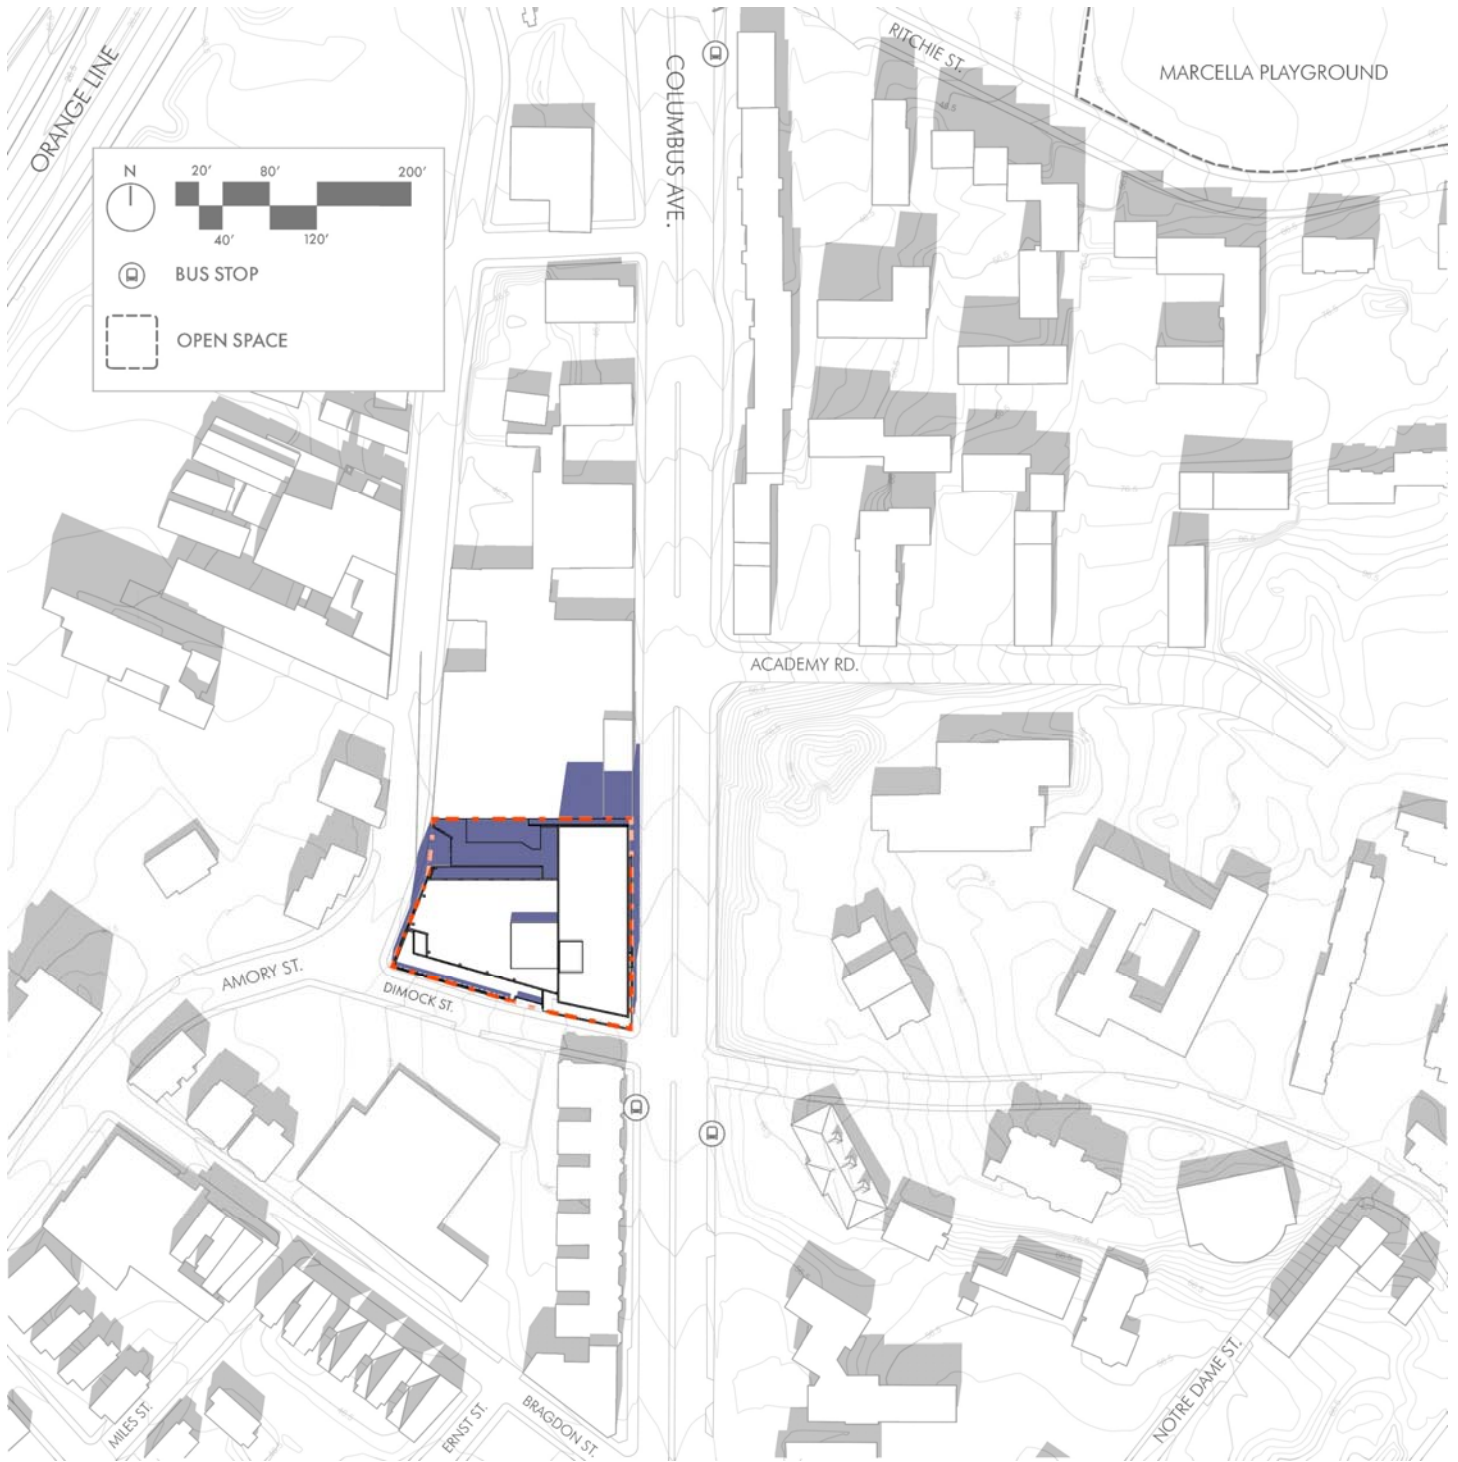 ORANGE LINE
COLUMBUS AVE.
RITCHIE ST.
MARCELLA PLAYGROUND
N
20'
80'
200'
40'
120'
BUS STOP
OPEN SPACE
ACADEMY RD.
AMORY ST.
DIMOCK ST.
MILES ST.
ERNST ST.
BRAGDON ST.
NOTRE DAME ST.